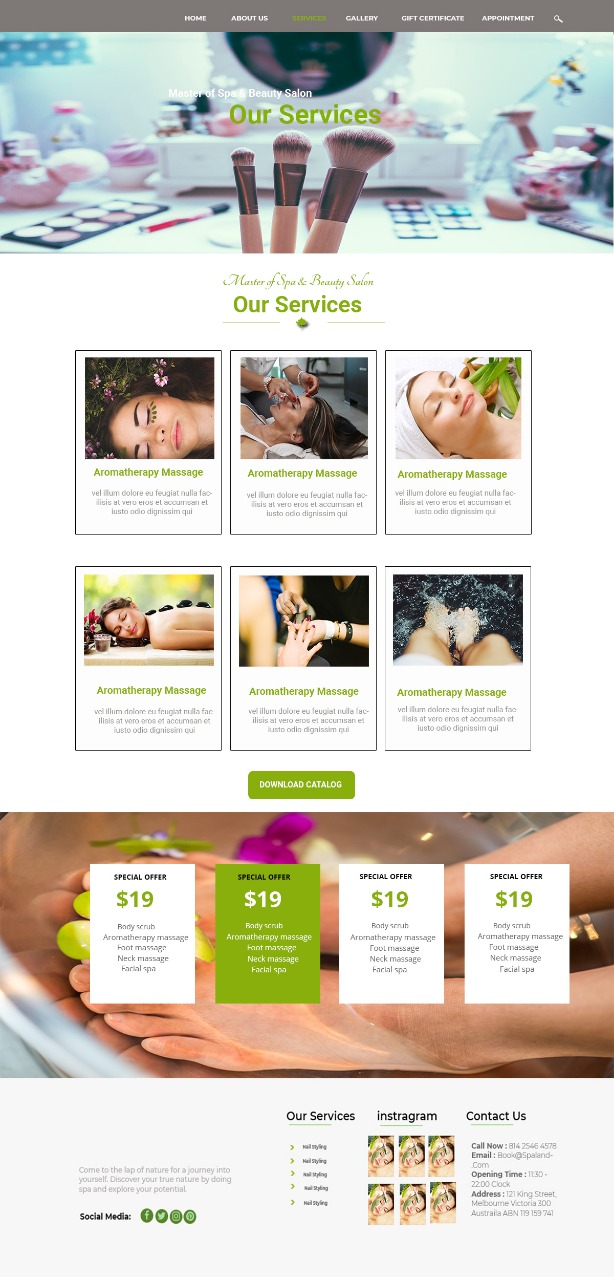 HOME ABOUT US SERVICES GALLERY GIFT CERTIFICATE APPOINTMENT
Master of Spa & Beauty Salon
Our Services
Master of Spa & Beauty Salon
Our Services
Aromatherapy Massage
vel illum dolore eu feugiat nulla fac-
ilisis at vero eros et accumsan et
iusto odio dignissim qui
Aromatherapy Massage
vel illum dolore eu feugiat nulla fac-
ilisis at vero eros et accumsan et
iusto odio dignissim qui
Aromatherapy Massage
vel illum dolore eu feugiat nulla fac-
ilisis at vero eros et accumsan et
iusto odio dignissim qui
Aromatherapy Massage
vel illum dolore eu feugiat nulla fac
ilisis at vero eros et accumsan et
iusto odio dignissim qui
Aromatherapy Massage
vel illum dolore eu feugiat nulla fac-
ilisis at vero eros et accumsan et
iusto odio dignissim qui
Aromatherapy Massage
vel illum dolore eu feugiat nulla fac-
ilisis at vero eros et accumsan et
iusto odio dignissim qui
DOWNLOAD CATALOG
SPECIAL OFFER
$19
Body scrub
Aromatherapy massage
Foot massage
Neck massage
Facial spa
SPECIAL OFFER
$19
Body scrub
Aromatherapy massage
Foot massage
Neck massage
Facial spa
SPECIAL OFFER
$19
Body scrub
Aromatherapy massage
Foot massage
Neck massage
Facial spa
SPECIAL OFFER
$19
Body scrub
Aromatherapy massage
Foot massage
Neck massage
Facial spa
Come to the lap of nature for a journey into
yourself. Discover your true nature by doing
spa and explore your potential.
Social Media:
Our Services
Nail Styling
Nail Styling
Nail Styling
Nail Styling
Nail Styling
instragram
Contact Us
Call Now : 814 2546 4578
Email : Book@Spaland-
.Com
Opening Time : 11:30 -
22:00 Clock
Address : 121 King Street,
Melbourne Victoria 300
Austraila ABN 119 159 741